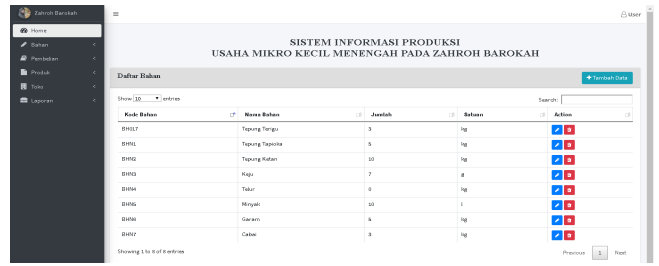 Zahroh Barokah
User
Home
Bahan
Pembelian
Produk
Toko
Laporan
SISTEM INFORMASI PRODUKSI
USAHA MIKRO KECIL MENENGAH PADA ZAHROH BAROKAH
Daftar Bahan
+ Tambah Data
Show 10 entries
Search:
Kode Bahan Nama Bahan Jumlah Satuan Action
BH017 Tepung Terigu 3 kg
BHN1 Tepung Tapioka 5 kg
BHN2 Tepung Ketan 10 kg
BHN3 Keju 7 g
BHN4 Telur 0 kg
BHN5 Minyak 10 l
BHN6 Garam 5 kg
BHN7 Cabai 3 kg
Showing 1 to 8 of 8 entries
Previous 1 Next